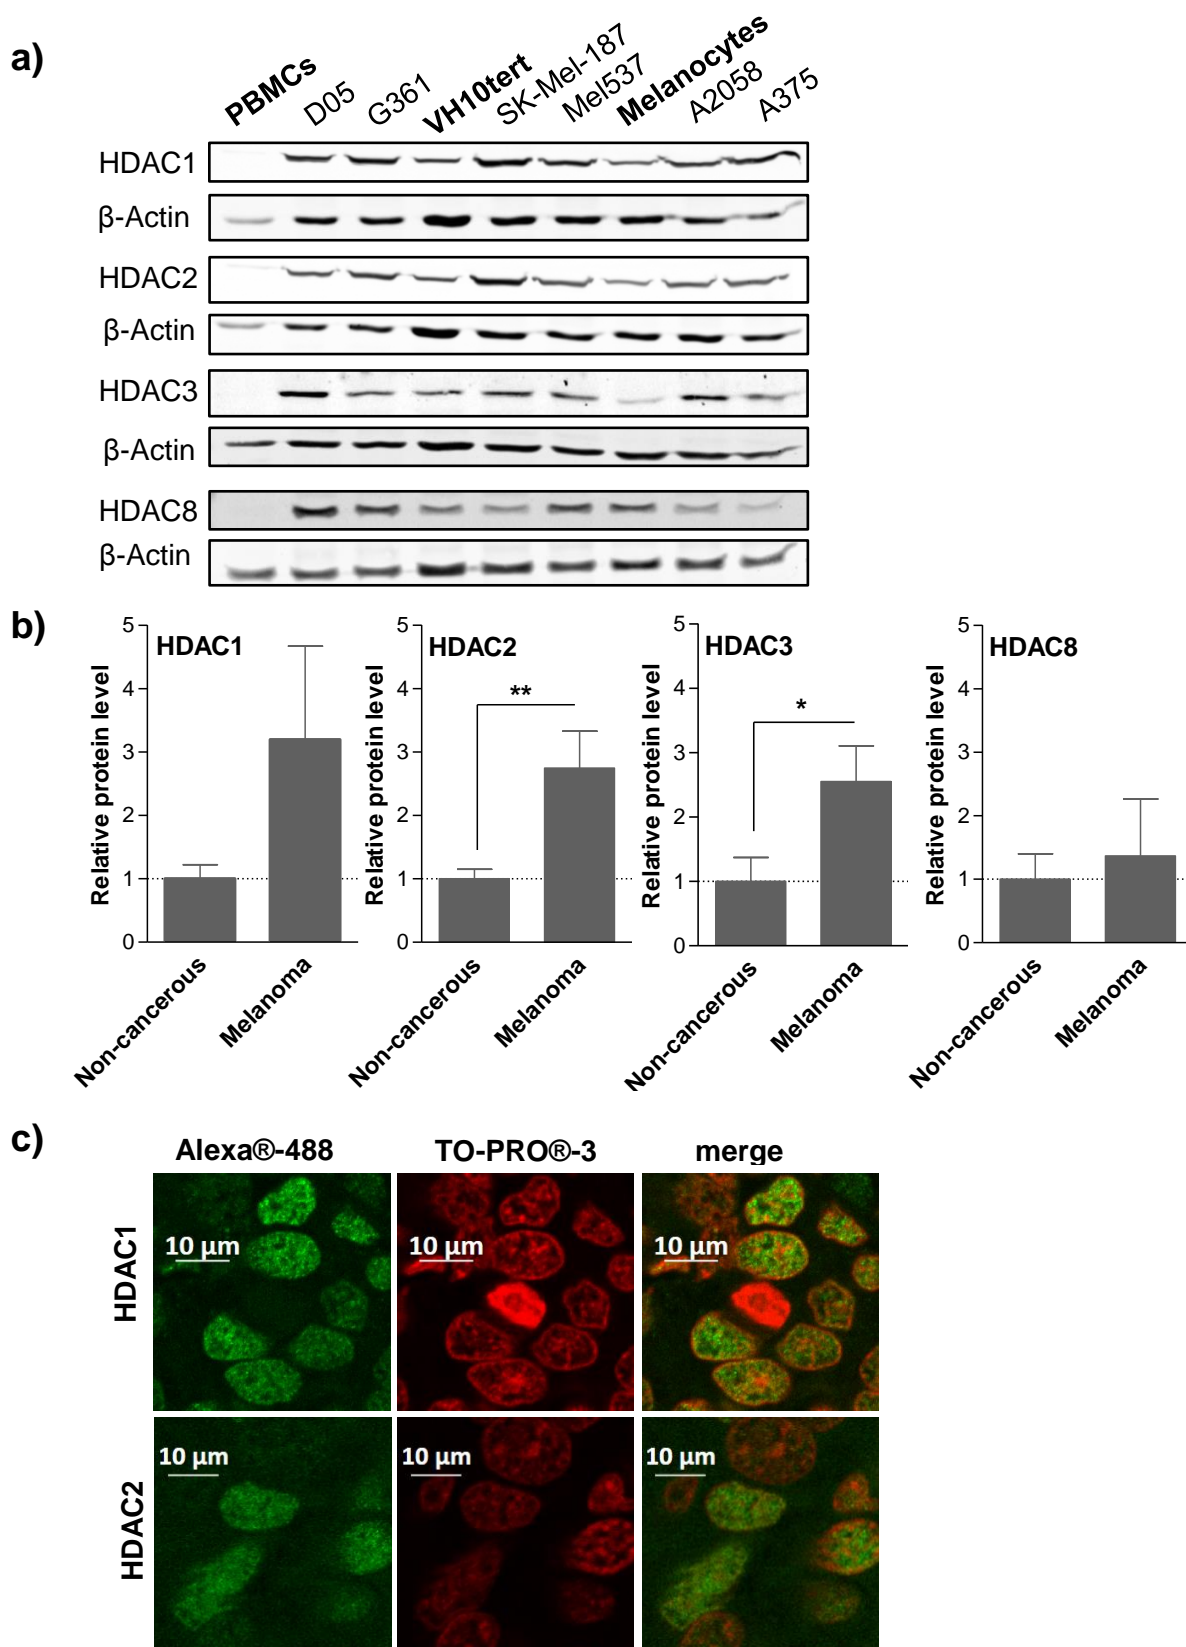 a)
PBMCs D05 G361 VH10tert SK-Mel-187 Mel537 Melanocytes A2058 A375
HDAC1
β-Actin
HDAC2
β-Actin
HDAC3
β-Actin
HDAC8
β-Actin
b)
HDAC1
Relative protein level
5
4
3
2
1
0
Non-cancerous
Melanoma
HDAC2
**
Relative protein level
5
4
3
2
1
0
Non-cancerous
Melanoma
HDAC3
*
Relative protein level
5
4
3
2
1
0
Non-cancerous
Melanoma
HDAC8
Relative protein level
5
4
3
2
1
0
Non-cancerous
Melanoma
c)
Alexa®-488 TO-PRO®-3 merge
HDAC1
10 µm 10 µm 10 µm
HDAC2
10 µm 10 µm 10 µm